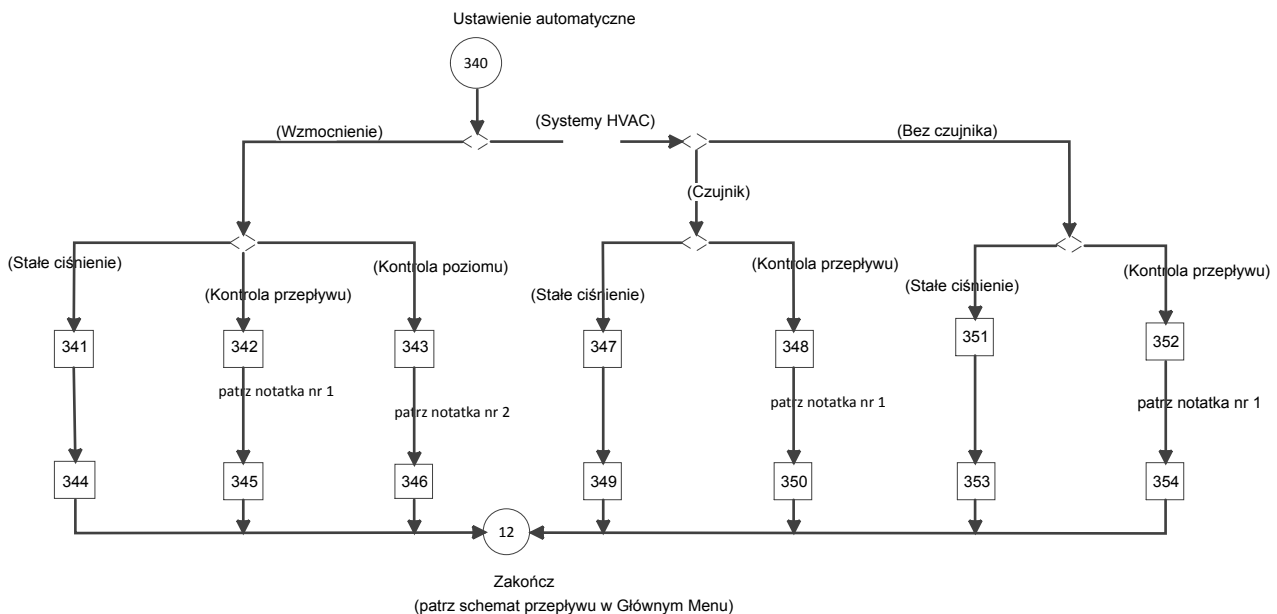 Ustawienie automatyczne
340
(Systemy HVAC)
(Wzmocnienie)
(Bez czujnika)
(Czujnik)
(Stałe ciśnienie)
(Kontrola poziomu)
(Kontrola przepływu)
(Kontrola przepływu)
(Stałe ciśnienie)
(Kontrola przepływu)
(Stałe ciśnienie)
341
342
343
347
348
351
352
patrz notatka nr 1
patrz notatka nr 2
patrz notatka nr 1
patrz notatka nr 1
344
345
346
349
350
353
354
12
Zakończ
(patrz schemat przepływu w Głównym Menu)